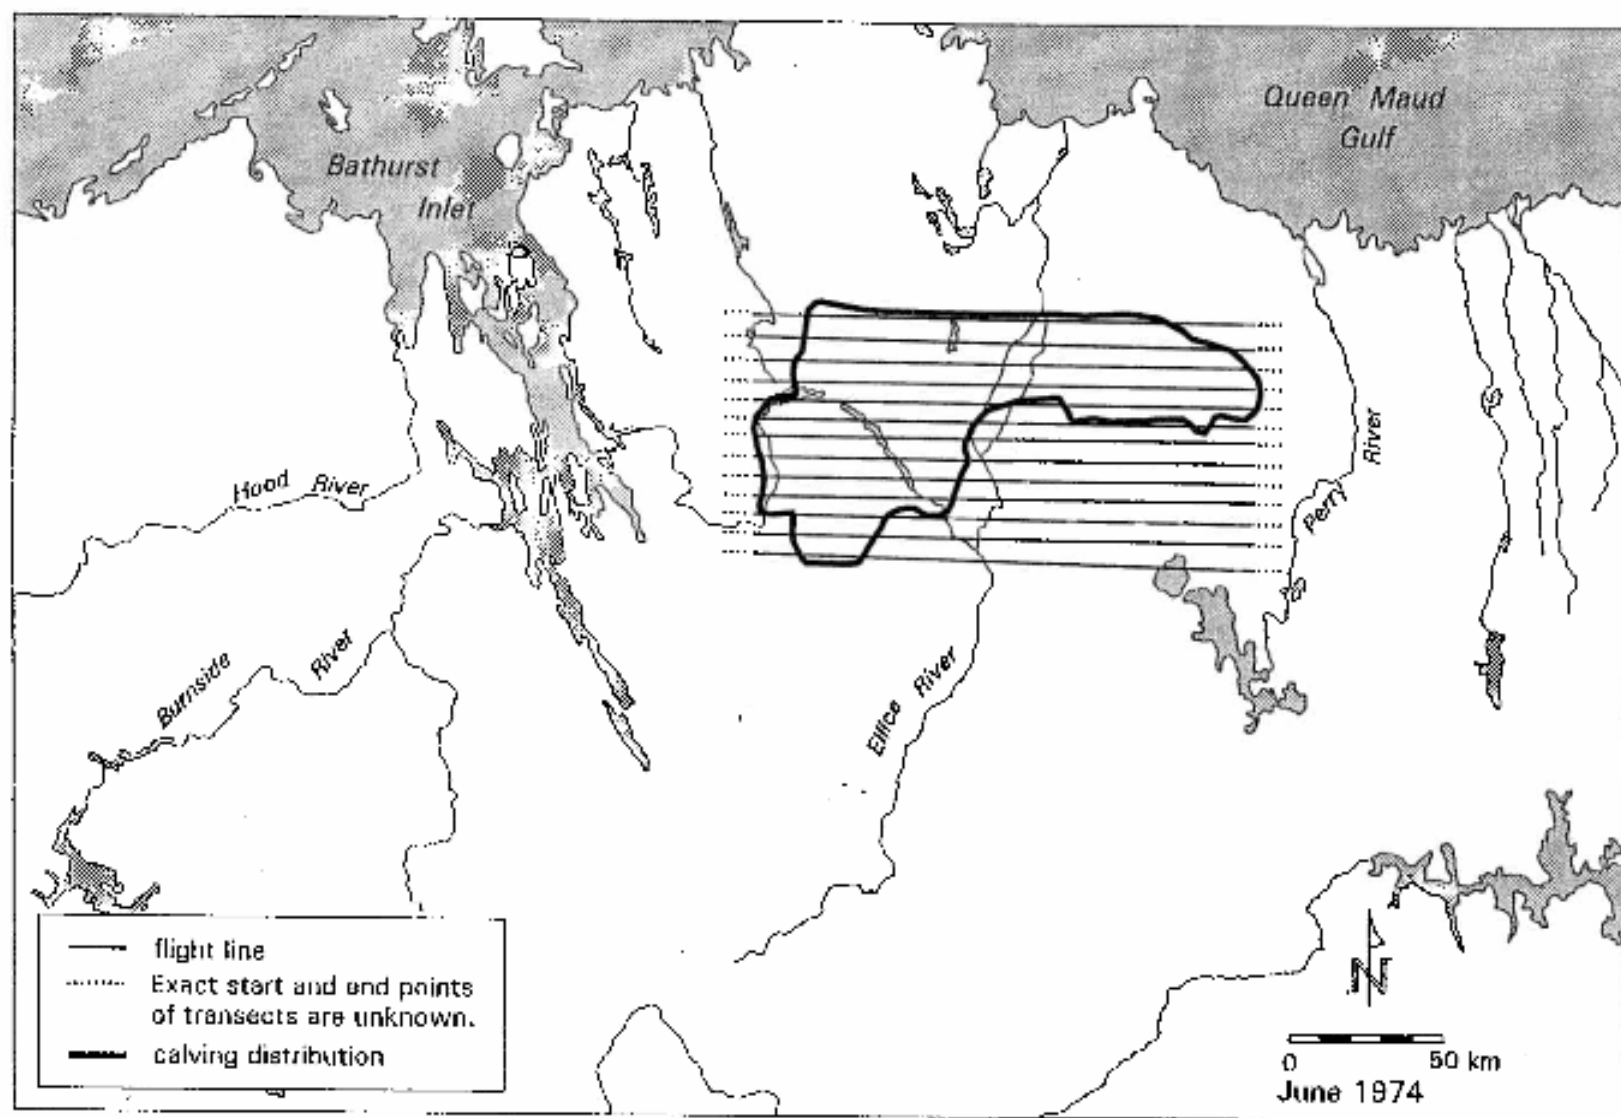 Queen Maud
Gulf
Bathurst
Inlet
Hood River
River
Perry
Burnside River
Ellice River
flight line
Exact start and end points
of transects are unknown.
calving distribution
N
0 50 km
June 1974